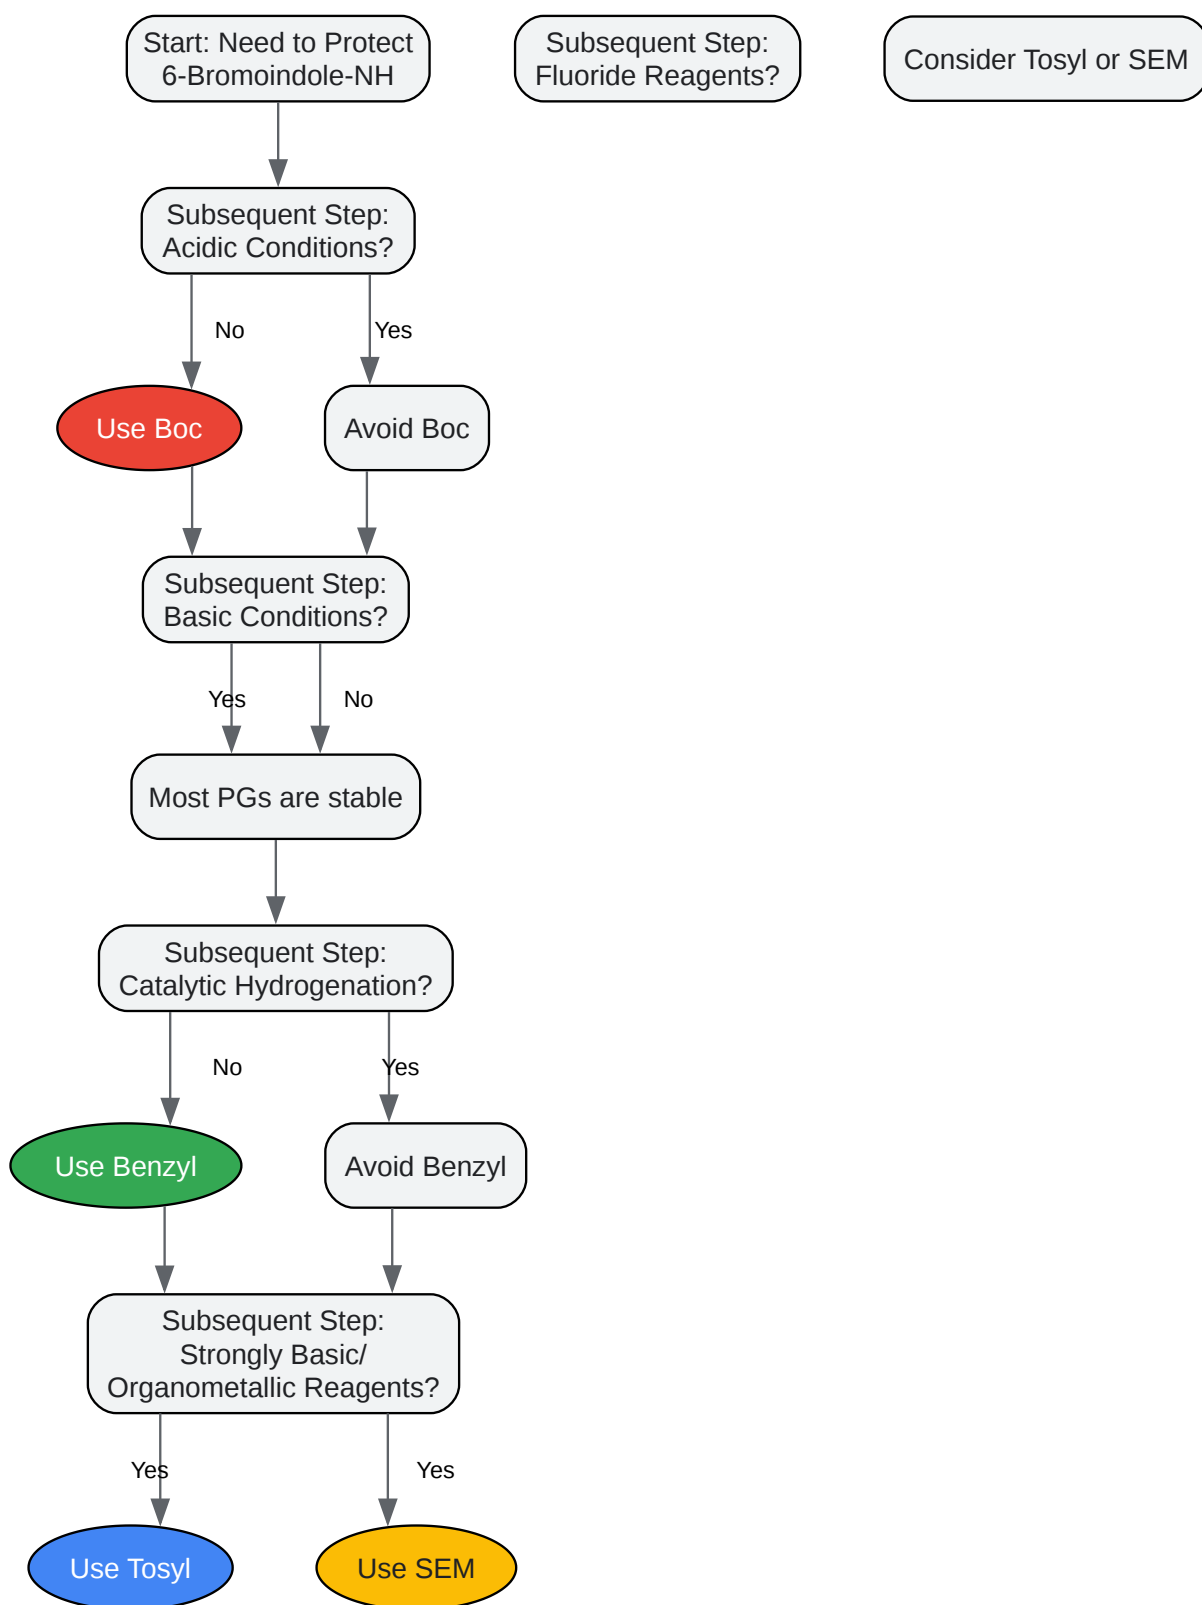 Start: Need to Protect
6-Bromoindole-NH
Subsequent Step:
Fluoride Reagents?
Consider Tosyl or SEM
Subsequent Step:
Acidic Conditions?
No
Yes
Use Boc
Avoid Boc
Subsequent Step:
Basic Conditions?
Yes
No
Most PGs are stable
Subsequent Step:
Catalytic Hydrogenation?
No
Yes
Use Benzyl
Avoid Benzyl
Subsequent Step:
Strongly Basic/
Organometallic Reagents?
Yes
Yes
Use Tosyl
Use SEM